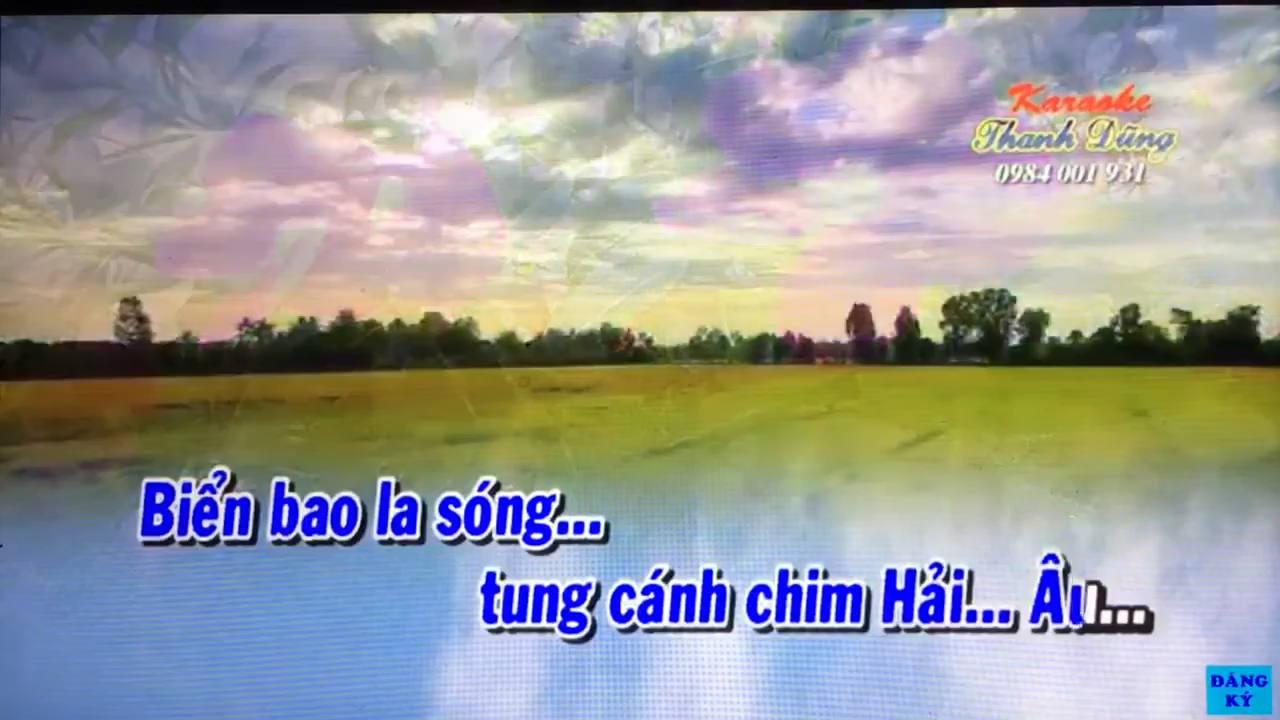 Karaoke
Thanh Dũng
0984 001 931
Biển bao la sóng...
tung cánh chim Hải... Âu...
ĐĂNG
KÝ